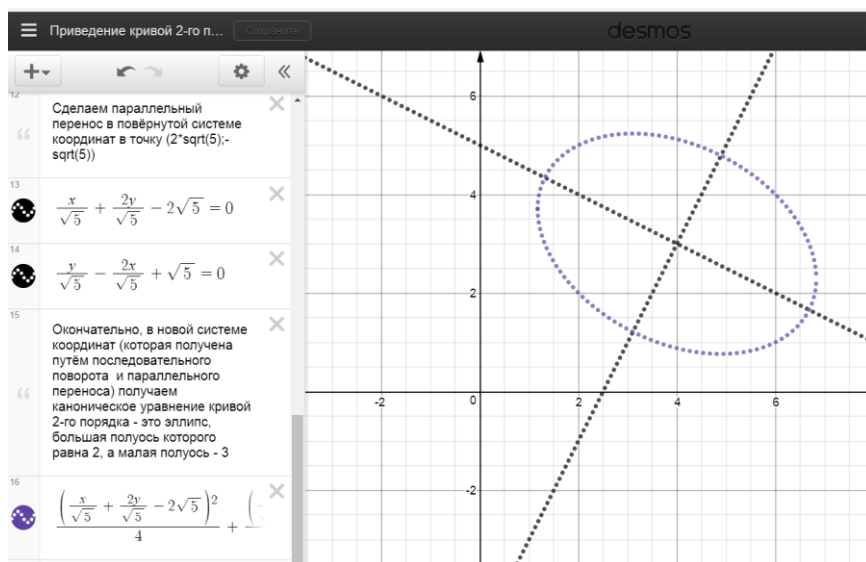 Приведение кривой 2-го п... Сохранить desmos
12
Сделаем параллельный
перенос в повёрнутой системе
координат в точку (2*sqrt(5);-
sqrt(5))
13
x/√5 + 2y/√5 − 2√5 = 0
14
y/√5 − 2x/√5 + √5 = 0
15
Окончательно, в новой системе
координат (которая получена
путём последовательного
поворота и параллельного
переноса) получаем
каноническое уравнение кривой
2-го порядка - это эллипс,
большая полуось которого
равна 2, а малая полуось - 3
16
(x/√5 + 2y/√5 − 2√5)²/4 + (
6
4
2
-2 0 2 4 6
-2